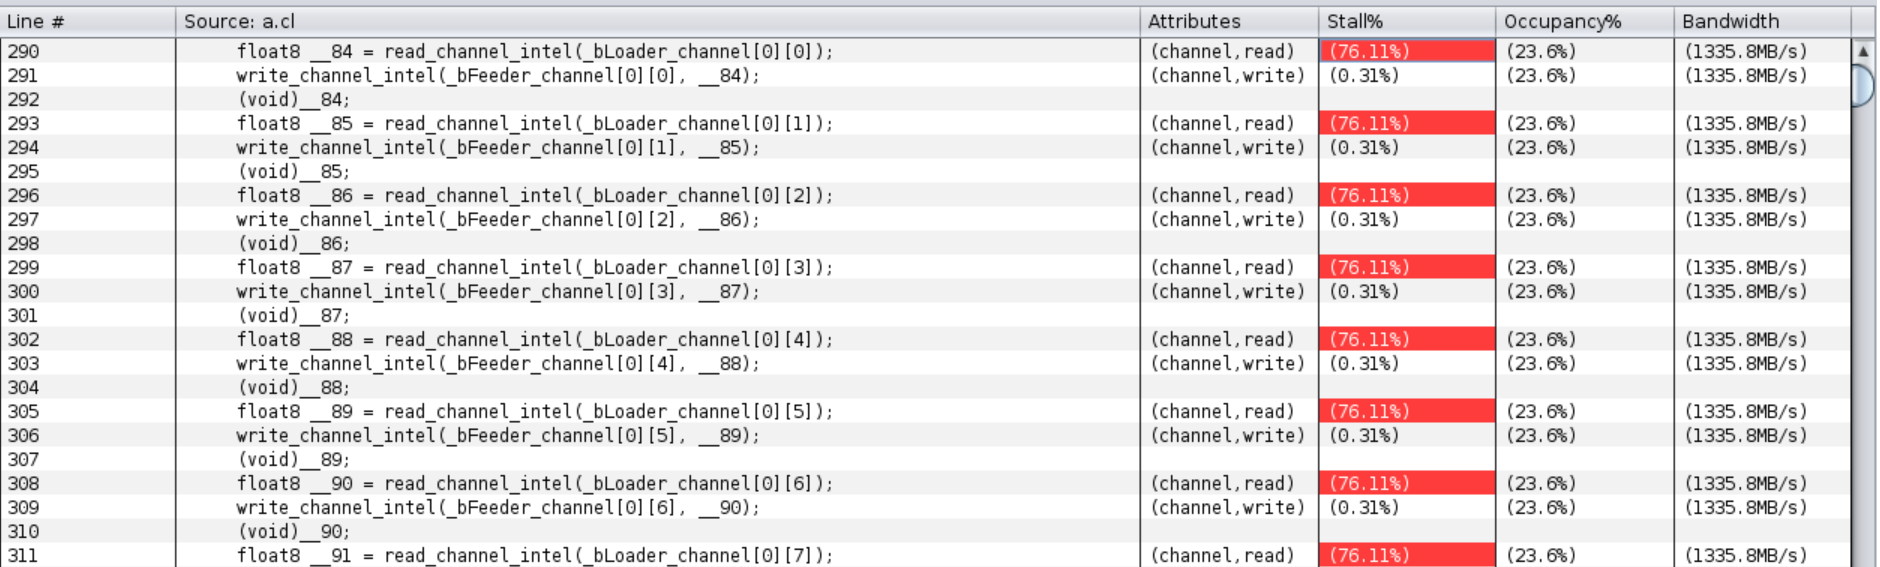 Line # Source: a.cl Attributes Stall% Occupancy% Bandwidth
290 float8 __84 = read_channel_intel(_bLoader_channel[0][0]); (channel,read) (76.11%) (23.6%) (1335.8MB/s)
291 write_channel_intel(_bFeeder_channel[0][0], __84); (channel,write) (0.31%) (23.6%) (1335.8MB/s)
292 (void)__84;
293 float8 __85 = read_channel_intel(_bLoader_channel[0][1]); (channel,read) (76.11%) (23.6%) (1335.8MB/s)
294 write_channel_intel(_bFeeder_channel[0][1], __85); (channel,write) (0.31%) (23.6%) (1335.8MB/s)
295 (void)__85;
296 float8 __86 = read_channel_intel(_bLoader_channel[0][2]); (channel,read) (76.11%) (23.6%) (1335.8MB/s)
297 write_channel_intel(_bFeeder_channel[0][2], __86); (channel,write) (0.31%) (23.6%) (1335.8MB/s)
298 (void)__86;
299 float8 __87 = read_channel_intel(_bLoader_channel[0][3]); (channel,read) (76.11%) (23.6%) (1335.8MB/s)
300 write_channel_intel(_bFeeder_channel[0][3], __87); (channel,write) (0.31%) (23.6%) (1335.8MB/s)
301 (void)__87;
302 float8 __88 = read_channel_intel(_bLoader_channel[0][4]); (channel,read) (76.11%) (23.6%) (1335.8MB/s)
303 write_channel_intel(_bFeeder_channel[0][4], __88); (channel,write) (0.31%) (23.6%) (1335.8MB/s)
304 (void)__88;
305 float8 __89 = read_channel_intel(_bLoader_channel[0][5]); (channel,read) (76.11%) (23.6%) (1335.8MB/s)
306 write_channel_intel(_bFeeder_channel[0][5], __89); (channel,write) (0.31%) (23.6%) (1335.8MB/s)
307 (void)__89;
308 float8 __90 = read_channel_intel(_bLoader_channel[0][6]); (channel,read) (76.11%) (23.6%) (1335.8MB/s)
309 write_channel_intel(_bFeeder_channel[0][6], __90); (channel,write) (0.31%) (23.6%) (1335.8MB/s)
310 (void)__90;
311 float8 __91 = read_channel_intel(_bLoader_channel[0][7]); (channel,read) (76.11%) (23.6%) (1335.8MB/s)